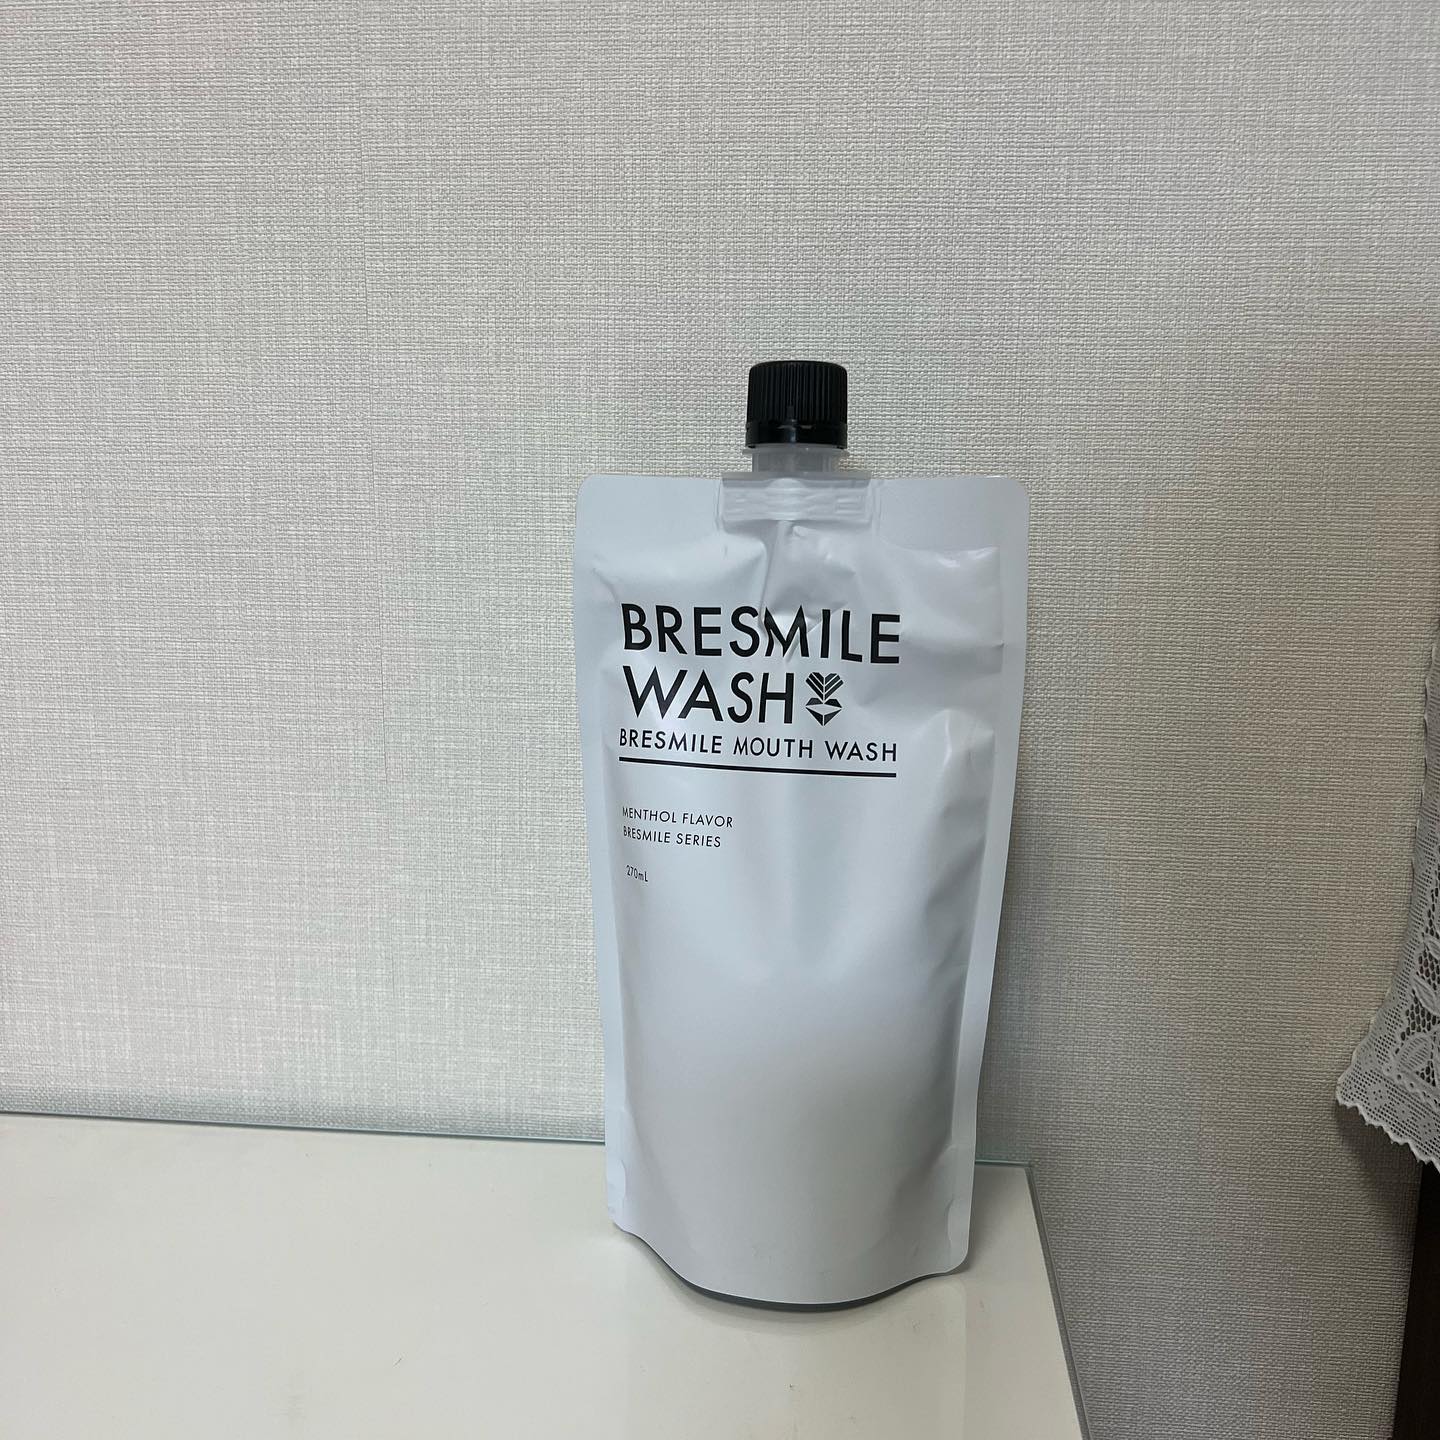 BRESMILE
WASH
BRESMILE MOUTH WASH
MENTHOL FLAVOR
BRESMILE SERIES
270mL